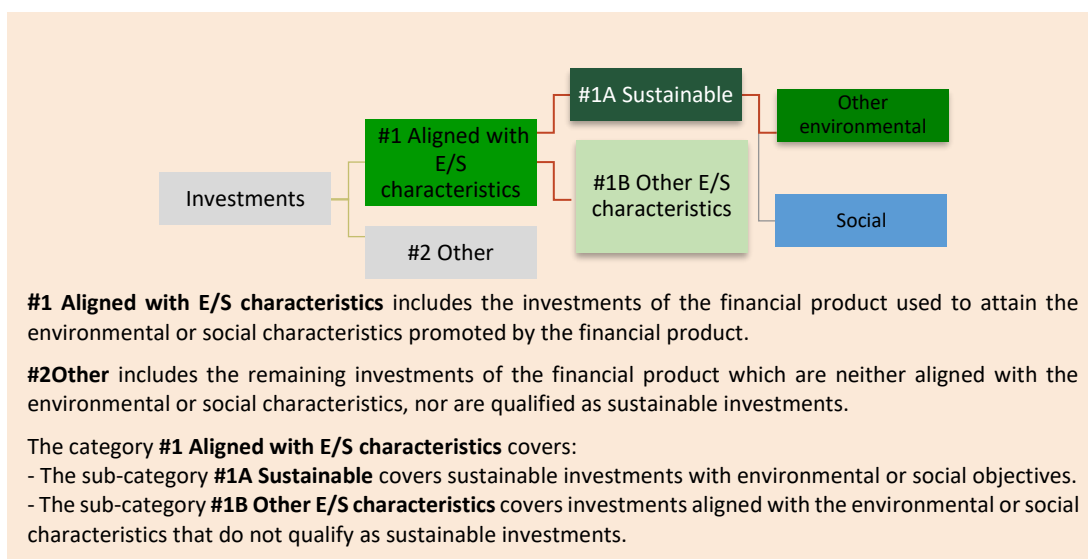 #1A Sustainable
Other
environmental
#1 Aligned with
E/S
characteristics
#1B Other E/S
characteristics
Investments
Social
#2 Other
#1 Aligned with E/S characteristics includes the investments of the financial product used to attain the
environmental or social characteristics promoted by the financial product.
#2Other includes the remaining investments of the financial product which are neither aligned with the
environmental or social characteristics, nor are qualified as sustainable investments.
The category #1 Aligned with E/S characteristics covers:
- The sub-category #1A Sustainable covers sustainable investments with environmental or social objectives.
- The sub-category #1B Other E/S characteristics covers investments aligned with the environmental or social
characteristics that do not qualify as sustainable investments.